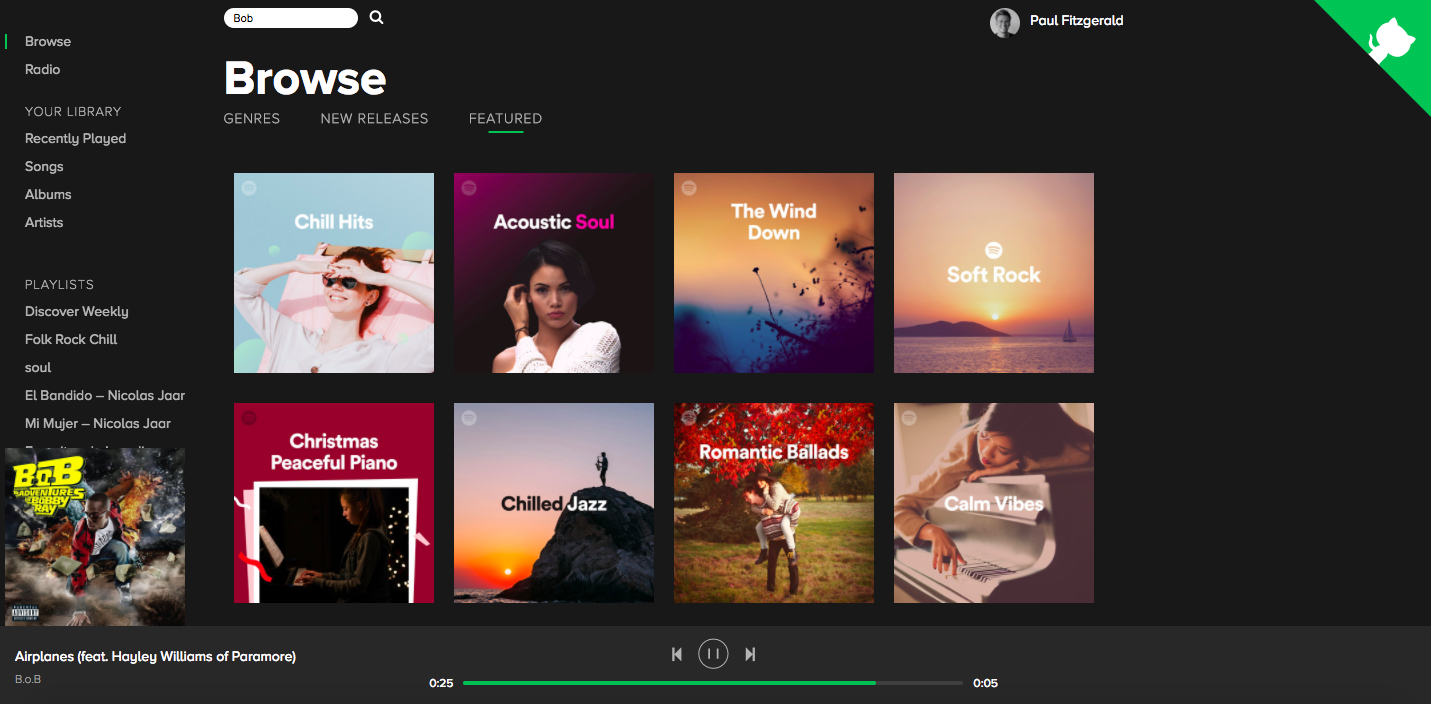 Bob
Paul Fitzgerald
Browse
Radio
YOUR LIBRARY
Recently Played
Songs
Albums
Artists
PLAYLISTS
Discover Weekly
Folk Rock Chill
soul
El Bandido – Nicolas Jaar
Mi Mujer – Nicolas Jaar
Browse
GENRES NEW RELEASES FEATURED
Chill Hits
Acoustic Soul
The Wind
Down
Soft Rock
Christmas
Peaceful Piano
Chilled Jazz
Romantic Ballads
Calm Vibes
B.o.B
ADVENTURES
BOBBY
RAY
PARENTAL
ADVISORY
Airplanes (feat. Hayley Williams of Paramore)
B.o.B
0:25
0:05